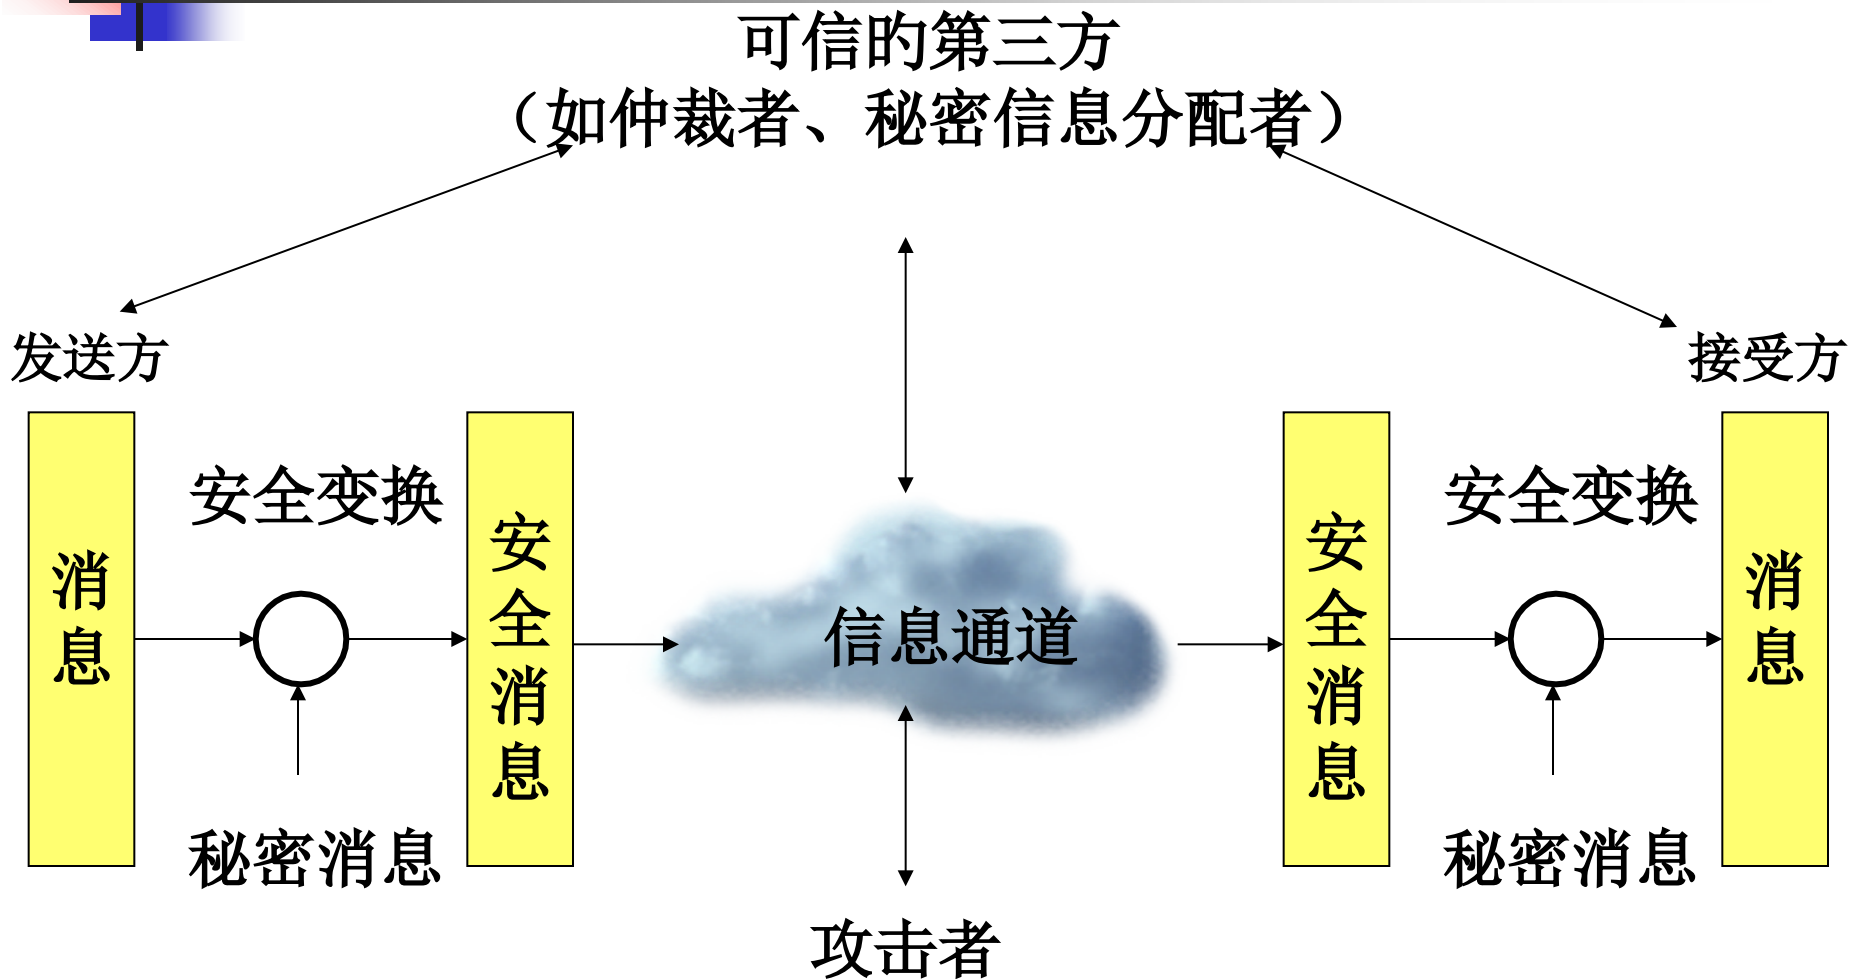 可信旳第三方
（如仲裁者、秘密信息分配者）
发送方
接受方
消息
安全变换
秘密消息
安全消息
信息通道
攻击者
安全消息
安全变换
秘密消息
消息